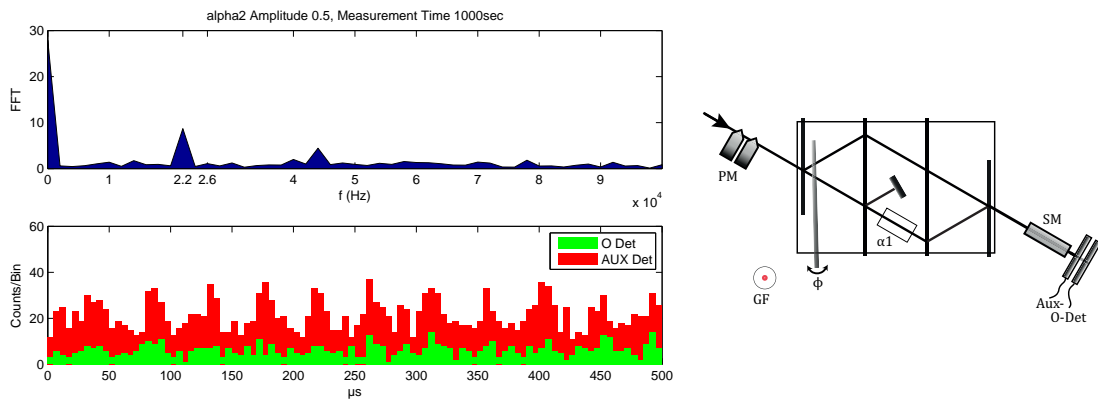 alpha2 Amplitude 0.5, Measurement Time 1000sec
30
20
10
0
FFT
0 1 2.2 2.6 4 5 6 7 8 9
f (Hz)
x 10⁴
60
40
20
0
Counts/Bin
O Det
AUX Det
0 50 100 150 200 250 300 350 400 450 500
µs
PM
α1
SM
GF
ϕ
Aux-
O-Det